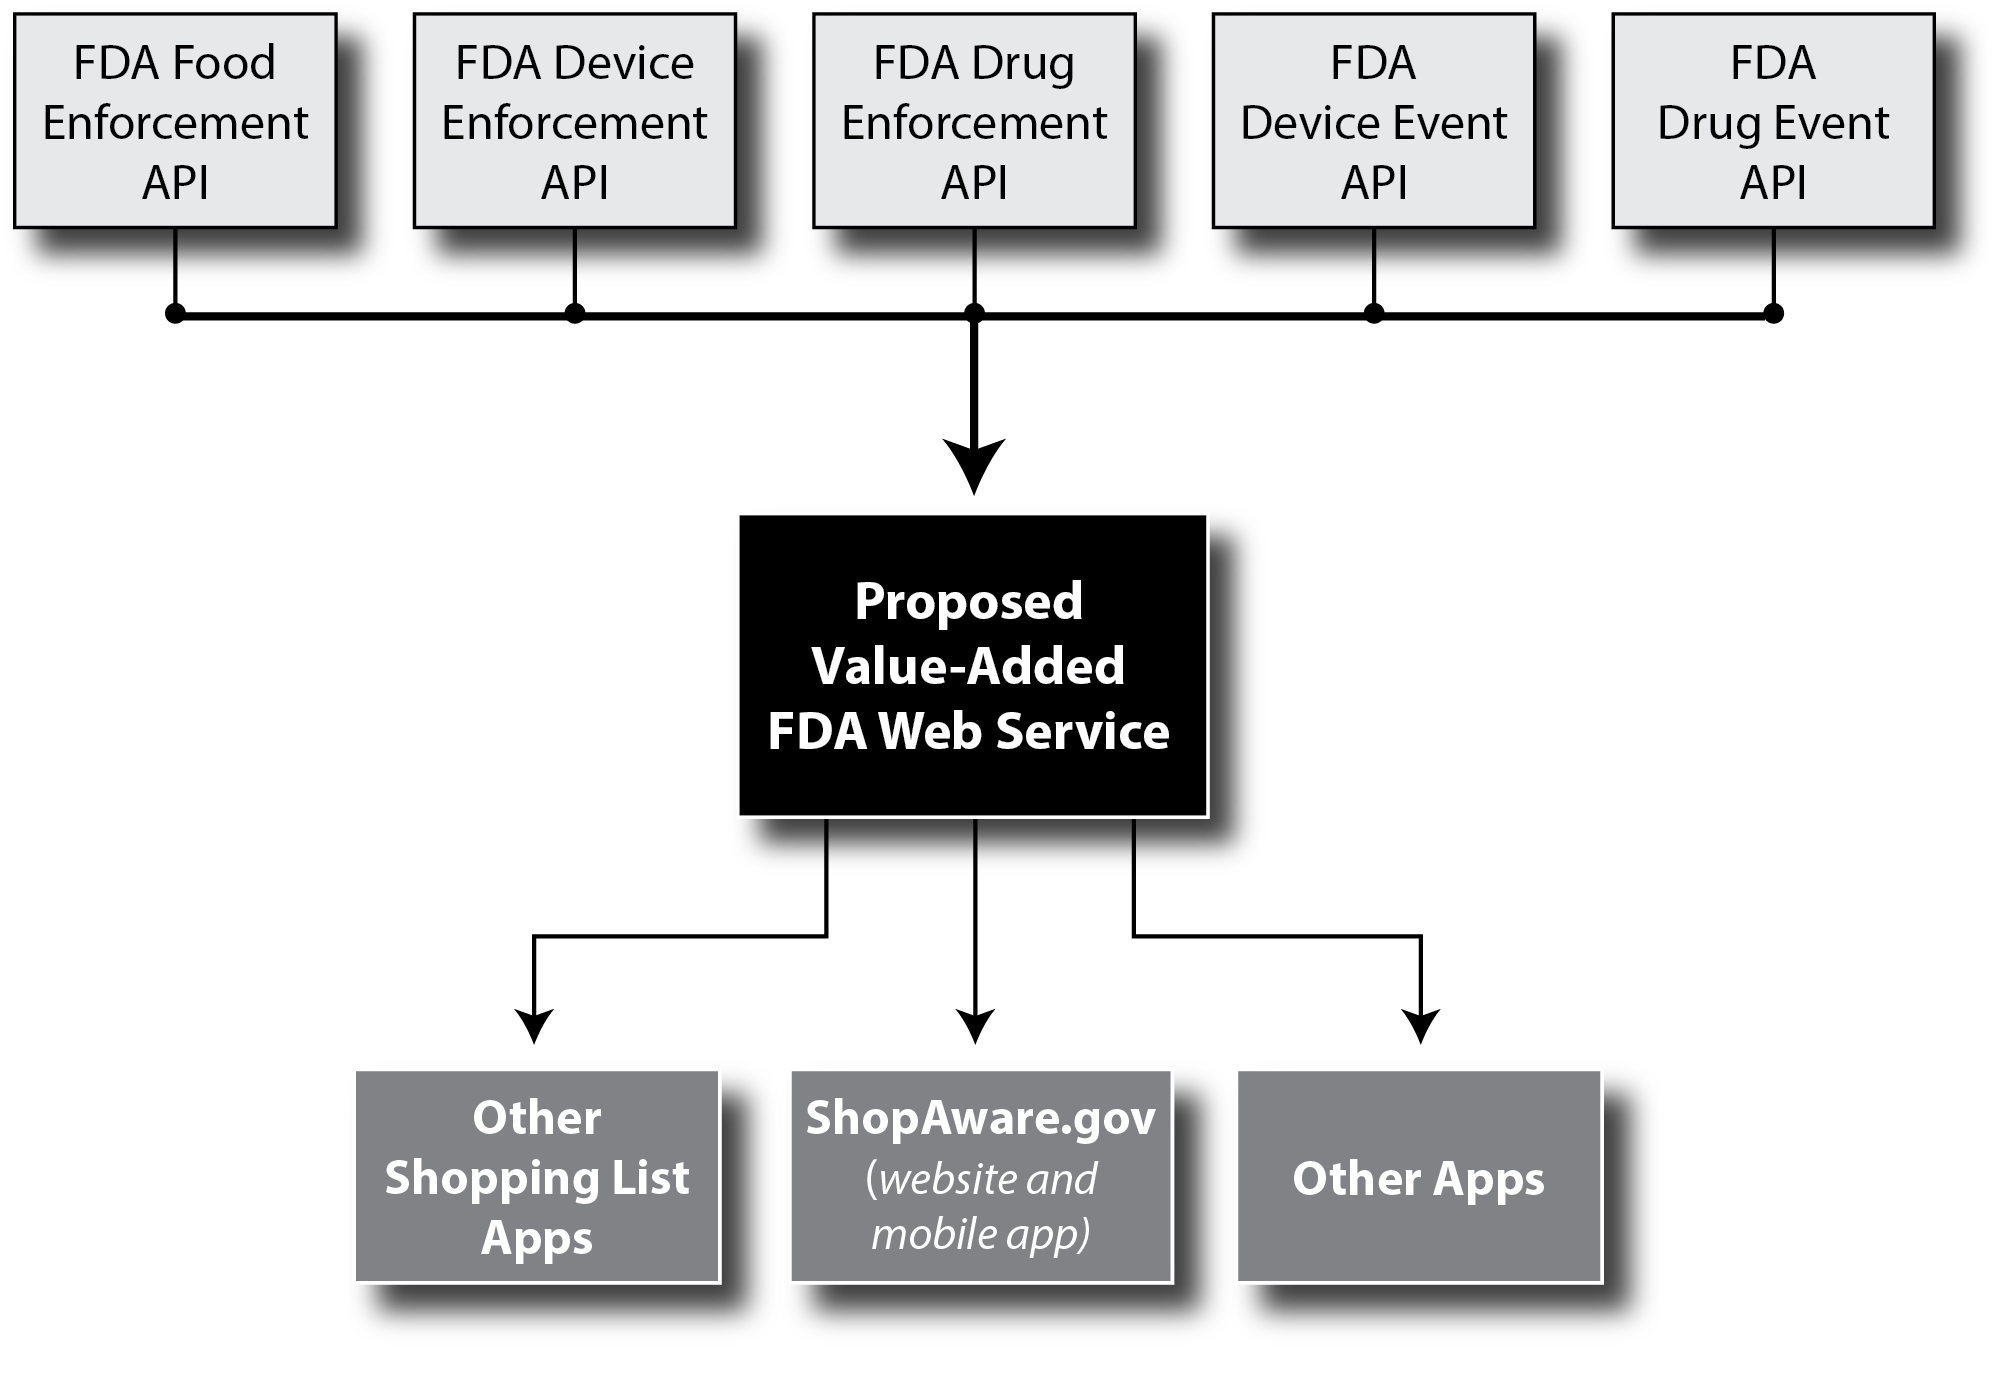 FDA Food
Enforcement
API
FDA Device
Enforcement
API
FDA Drug
Enforcement
API
FDA
Device Event
API
FDA
Drug Event
API
Proposed
Value-Added
FDA Web Service
Other
Shopping List
Apps
ShopAware.gov
(website and
mobile app)
Other Apps